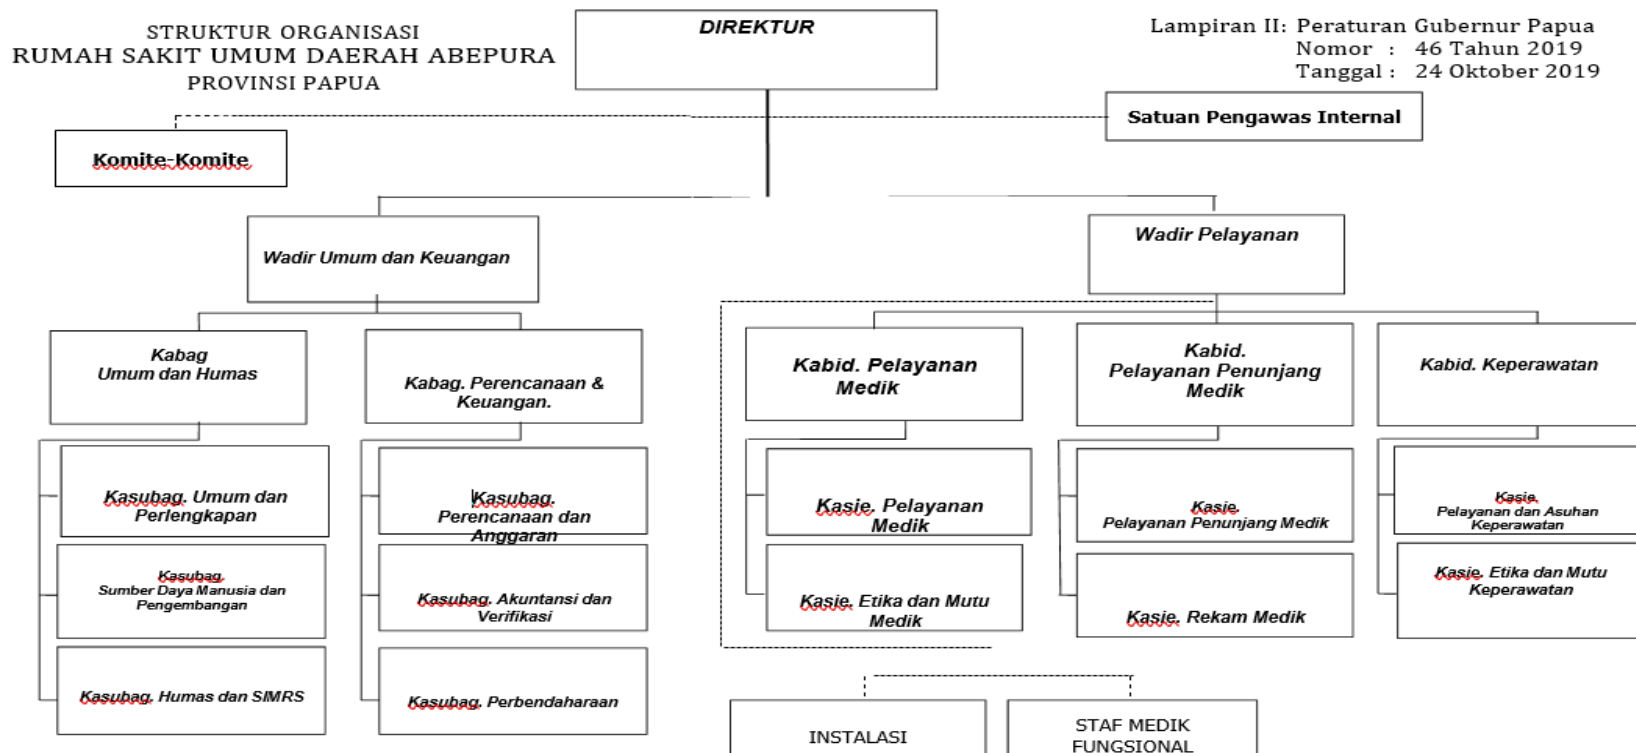 STRUKTUR ORGANISASI
RUMAH SAKIT UMUM DAERAH ABEPURA
PROVINSI PAPUA
DIREKTUR
Lampiran II: Peraturan Gubernur Papua
Nomor : 46 Tahun 2019
Tanggal : 24 Oktober 2019
Satuan Pengawas Internal
Komite-Komite
Wadir Umum dan Keuangan
Wadir Pelayanan
Kabag
Umum dan Humas
Kabag. Perencanaan &
Keuangan.
Kabid. Pelayanan
Medik
Kabid.
Pelayanan Penunjang
Medik
Kabid. Keperawatan
Kasubag. Umum dan
Perlengkapan
Kasubag.
Perencanaan dan
Anggaran
Kasie. Pelayanan
Medik
Kasie.
Pelayanan Penunjang Medik
Kasie.
Pelayanan dan Asuhan
Keperawatan
Kasubag.
Sumber Daya Manusia dan
Pengembangan
Kasubag. Akuntansi dan
Verifikasi
Kasie. Etika dan Mutu
Medik
Kasie. Rekam Medik
Kasie. Etika dan Mutu
Keperawatan
Kasubag. Humas dan SIMRS
Kasubag. Perbendaharaan
INSTALASI
STAF MEDIK
FUNGSIONAL